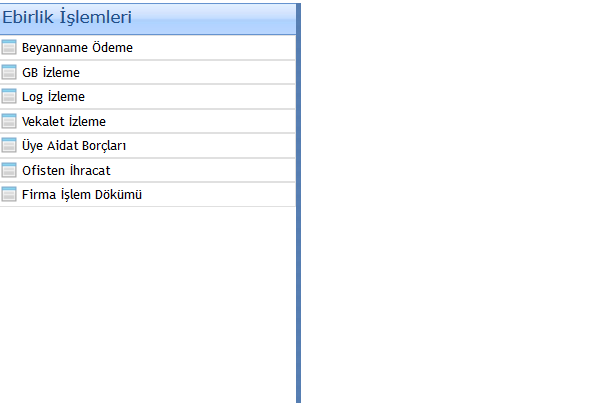 Ebirlik İşlemleri
Beyanname Ödeme
GB İzleme
Log İzleme
Vekalet İzleme
Üye Aidat Borçları
Ofisten İhracat
Firma İşlem Dökümü